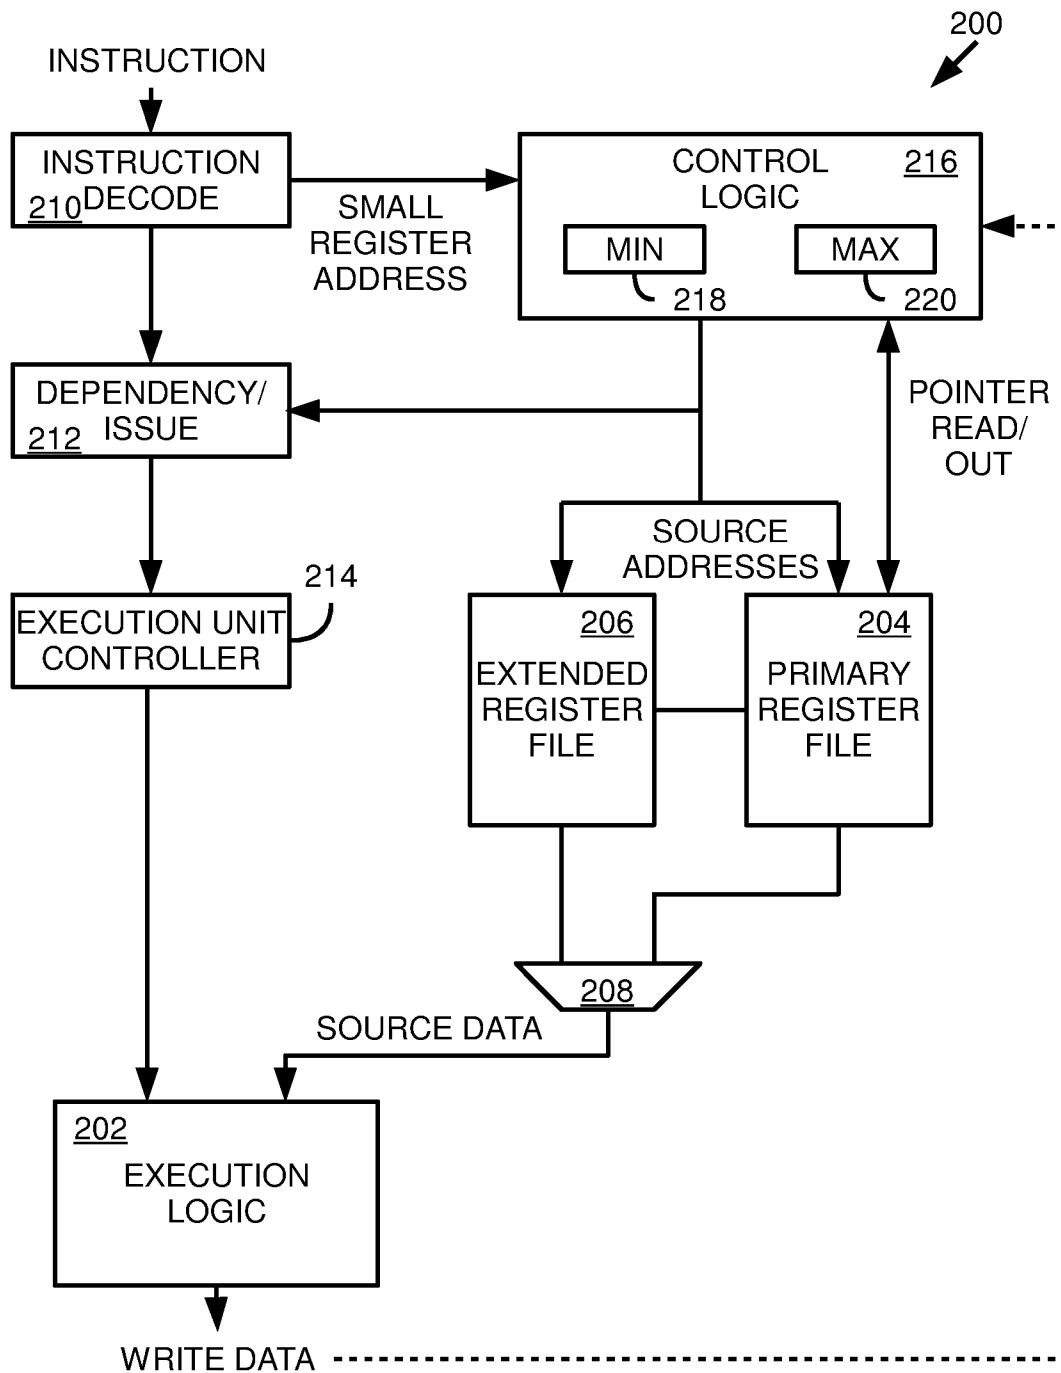 200
INSTRUCTION
INSTRUCTION
DECODE
210
SMALL
REGISTER
ADDRESS
CONTROL
LOGIC
216
MIN
218
MAX
220
DEPENDENCY/
ISSUE
212
POINTER
READ/
OUT
SOURCE
ADDRESSES
214
EXECUTION UNIT
CONTROLLER
206
EXTENDED
REGISTER
FILE
204
PRIMARY
REGISTER
FILE
208
SOURCE DATA
202
EXECUTION
LOGIC
WRITE DATA